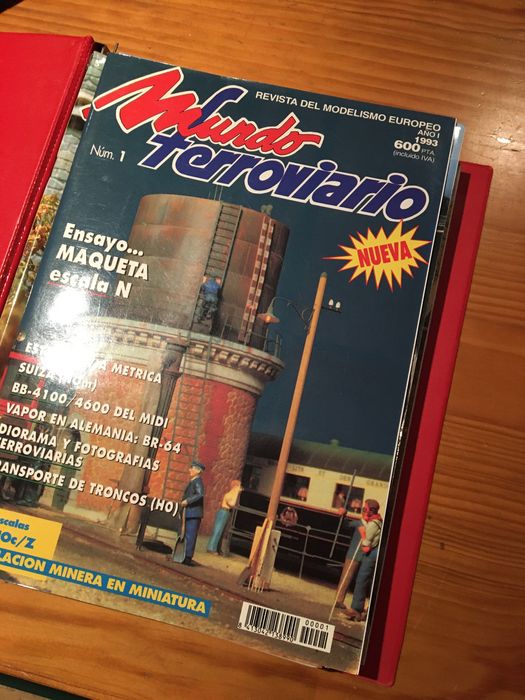 Mundo
ferroviario
REVISTA DEL MODELISMO EUROPEO
AÑO I
1993
600 PTA.
(incluido IVA)
Núm. 1
NUEVA
Ensayo...
MAQUETA
escala N
METRICA
SUIZA
BB-4100/4600 DEL MIDI
VAPOR EN ALEMANIA: BR-64
DIORAMA Y FOTOGRAFIAS
FERROVIARIAS
TRANSPORTE DE TRONCOS (HO)
escalas
MINERA EN MINIATURA
00001